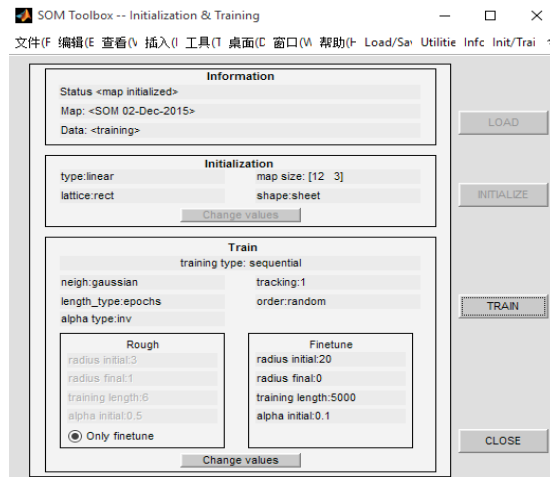 SOM Toolbox -- Initialization & Training
文件(F 编辑(E 查看(V 插入(I 工具(T 桌面(D 窗口(W 帮助(H Load/Sav Utilitie Infc Init/Trai
Information
Status <map initialized>
Map: <SOM 02-Dec-2015>
Data: <training>
LOAD
Initialization
type:linear map size: [12 3]
lattice:rect shape:sheet
INITIALIZE
Change values
Train
training type: sequential
neigh:gaussian tracking:1
length_type:epochs order:random
TRAIN
alpha type:inv
Rough
radius initial:3
radius final:1
training length:6
alpha initial:0.5
Only finetune
Finetune
radius initial:20
radius final:0
training length:5000
alpha initial:0.1
CLOSE
Change values